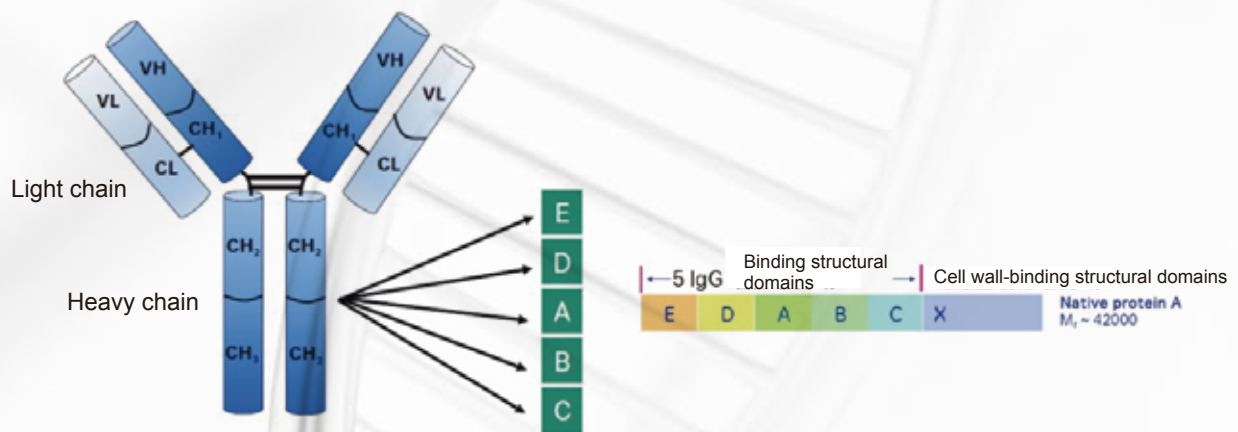 VH
VH
VL
VL
CH₁
CH₁
CL
CL
Light chain
CH₂
CH₂
Heavy chain
CH₃
CH₃
E
D
A
B
C
5 IgG
Binding structural
domains
Cell wall-binding structural domains
E D A B C X
Native protein A
Mᵣ ~ 42000